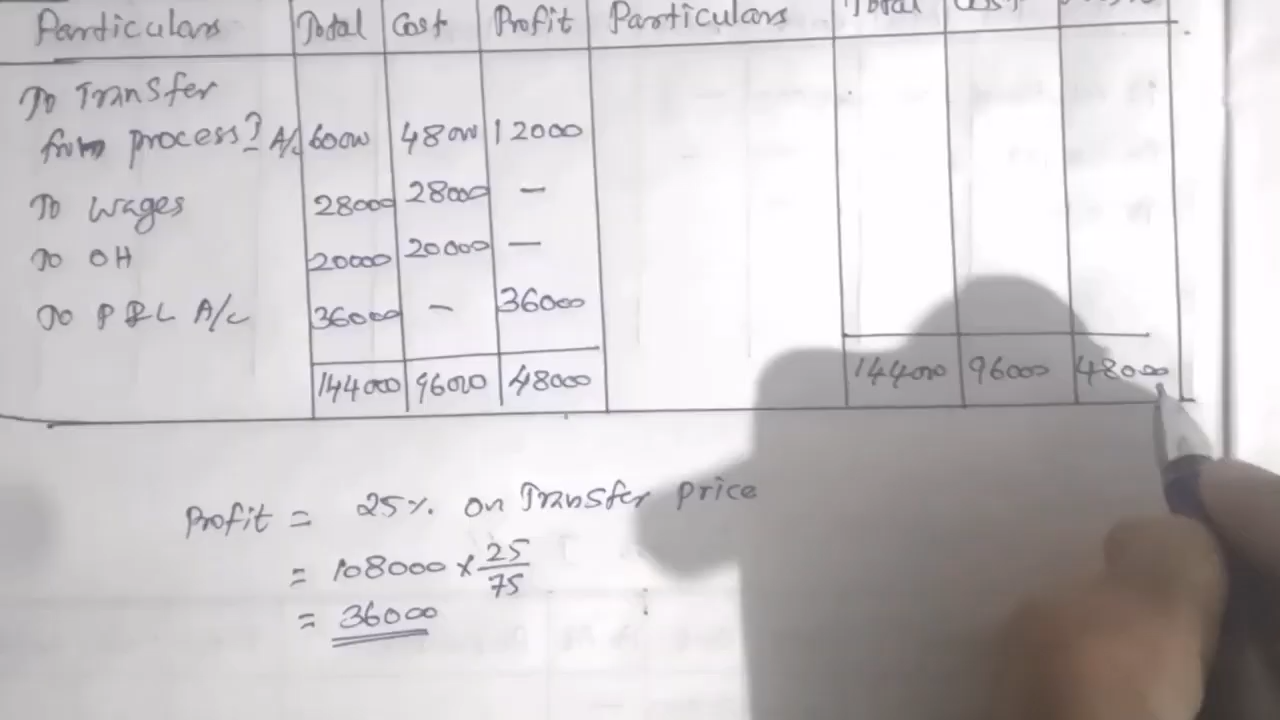 Particulars Total Cost Profit Particulars Total Cost
To Transfer
from process? A/c 60000 48000 12000
To wages 28000 28000 —
To OH 20000 20000 —
To P&L A/c 36000 — 36000
144000 96000 48000 144000 96000 48000
Profit = 25% on Transfer price
= 108000 × 25/75
= 36000